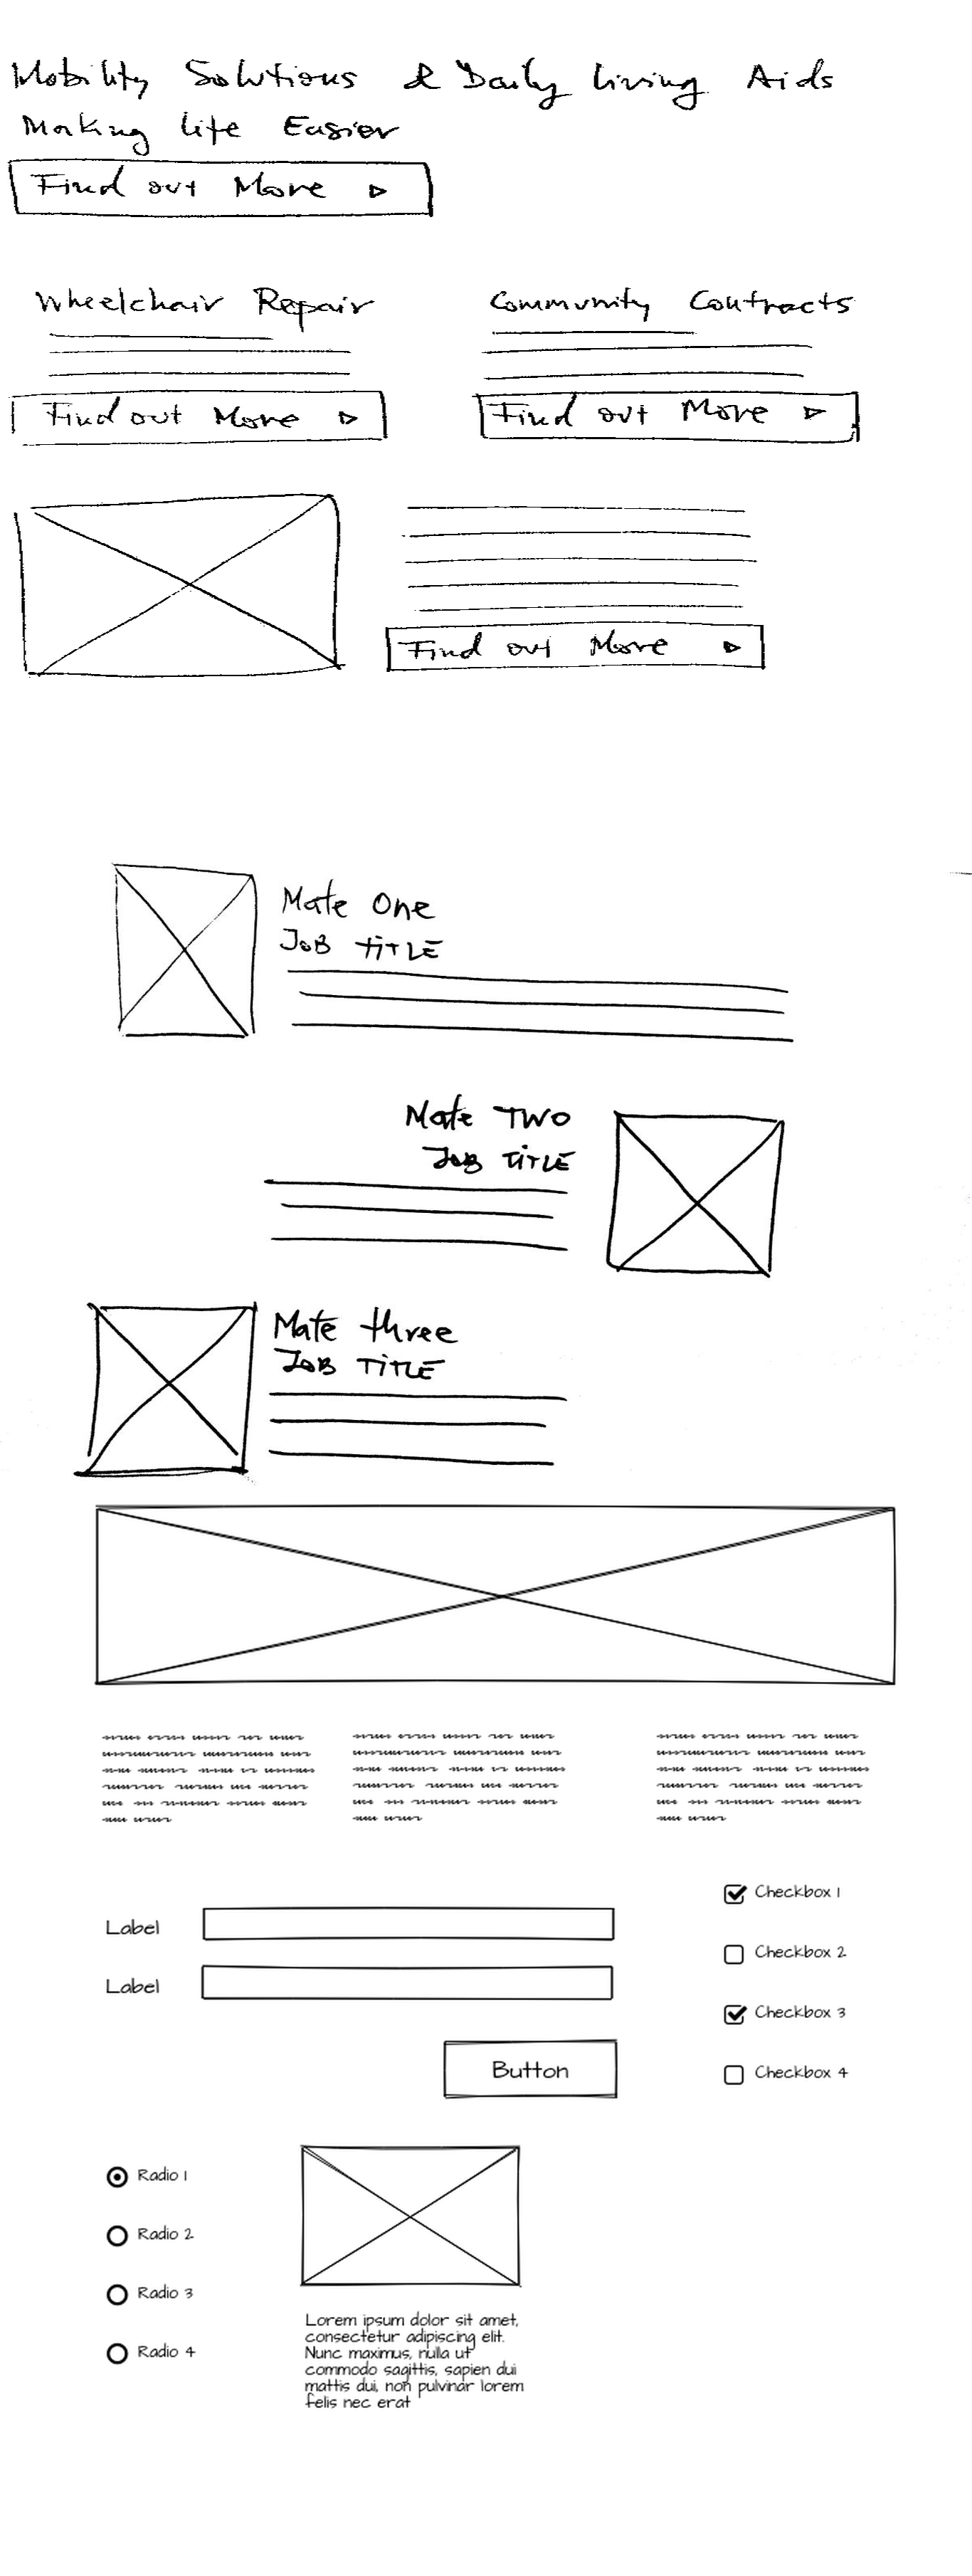 Mobility Solutions & Daily living Aids
Making life Easier
Find out More
Wheelchair Repair
Community Contracts
Find out More
Find out More
Find out More
Mate One
JOB TITLE
Mate TWO
JOB TITLE
Mate three
JOB TITLE
Checkbox 1
Label
Checkbox 2
Label
Checkbox 3
Button
Checkbox 4
Radio 1
Radio 2
Radio 3
Radio 4
Lorem ipsum dolor sit amet,
consectetur adipiscing elit.
Nunc maximus, nulla ut
commodo sagittis, sapien dui
mattis dui, non pulvinar lorem
felis nec erat